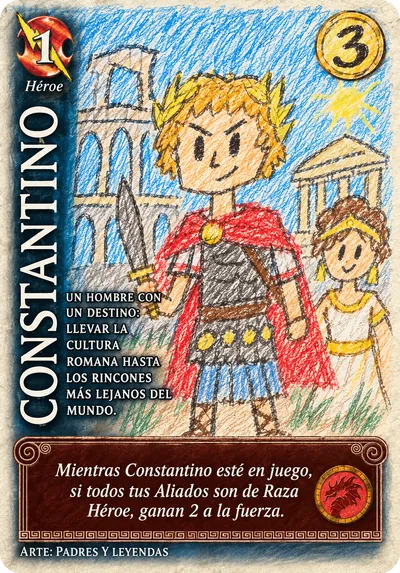 1
3
Héroe
CONSTANTINO
UN HOMBRE CON
UN DESTINO:
LLEVAR LA
CULTURA
ROMANA HASTA
LOS RINCONES
MÁS LEJANOS DEL
MUNDO.
Mientras Constantino esté en juego,
si todos tus Aliados son de Raza
Héroe, ganan 2 a la fuerza.
ARTE: PADRES Y LEYENDAS